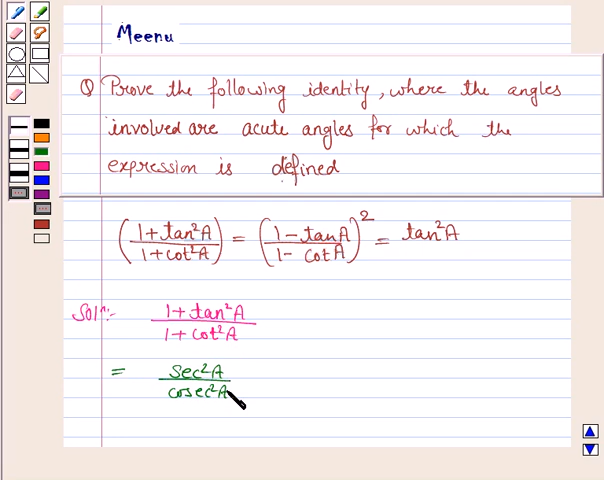 Meenu
Q Prove the following identity, where the angles
involved are acute angles for which the
expression is defined
(1+tan²A/1+cot²A) = (1-tanA/1-cotA)² = tan²A
Solⁿ:- 1+tan²A/1+cot²A
= sec²A/cosec²A